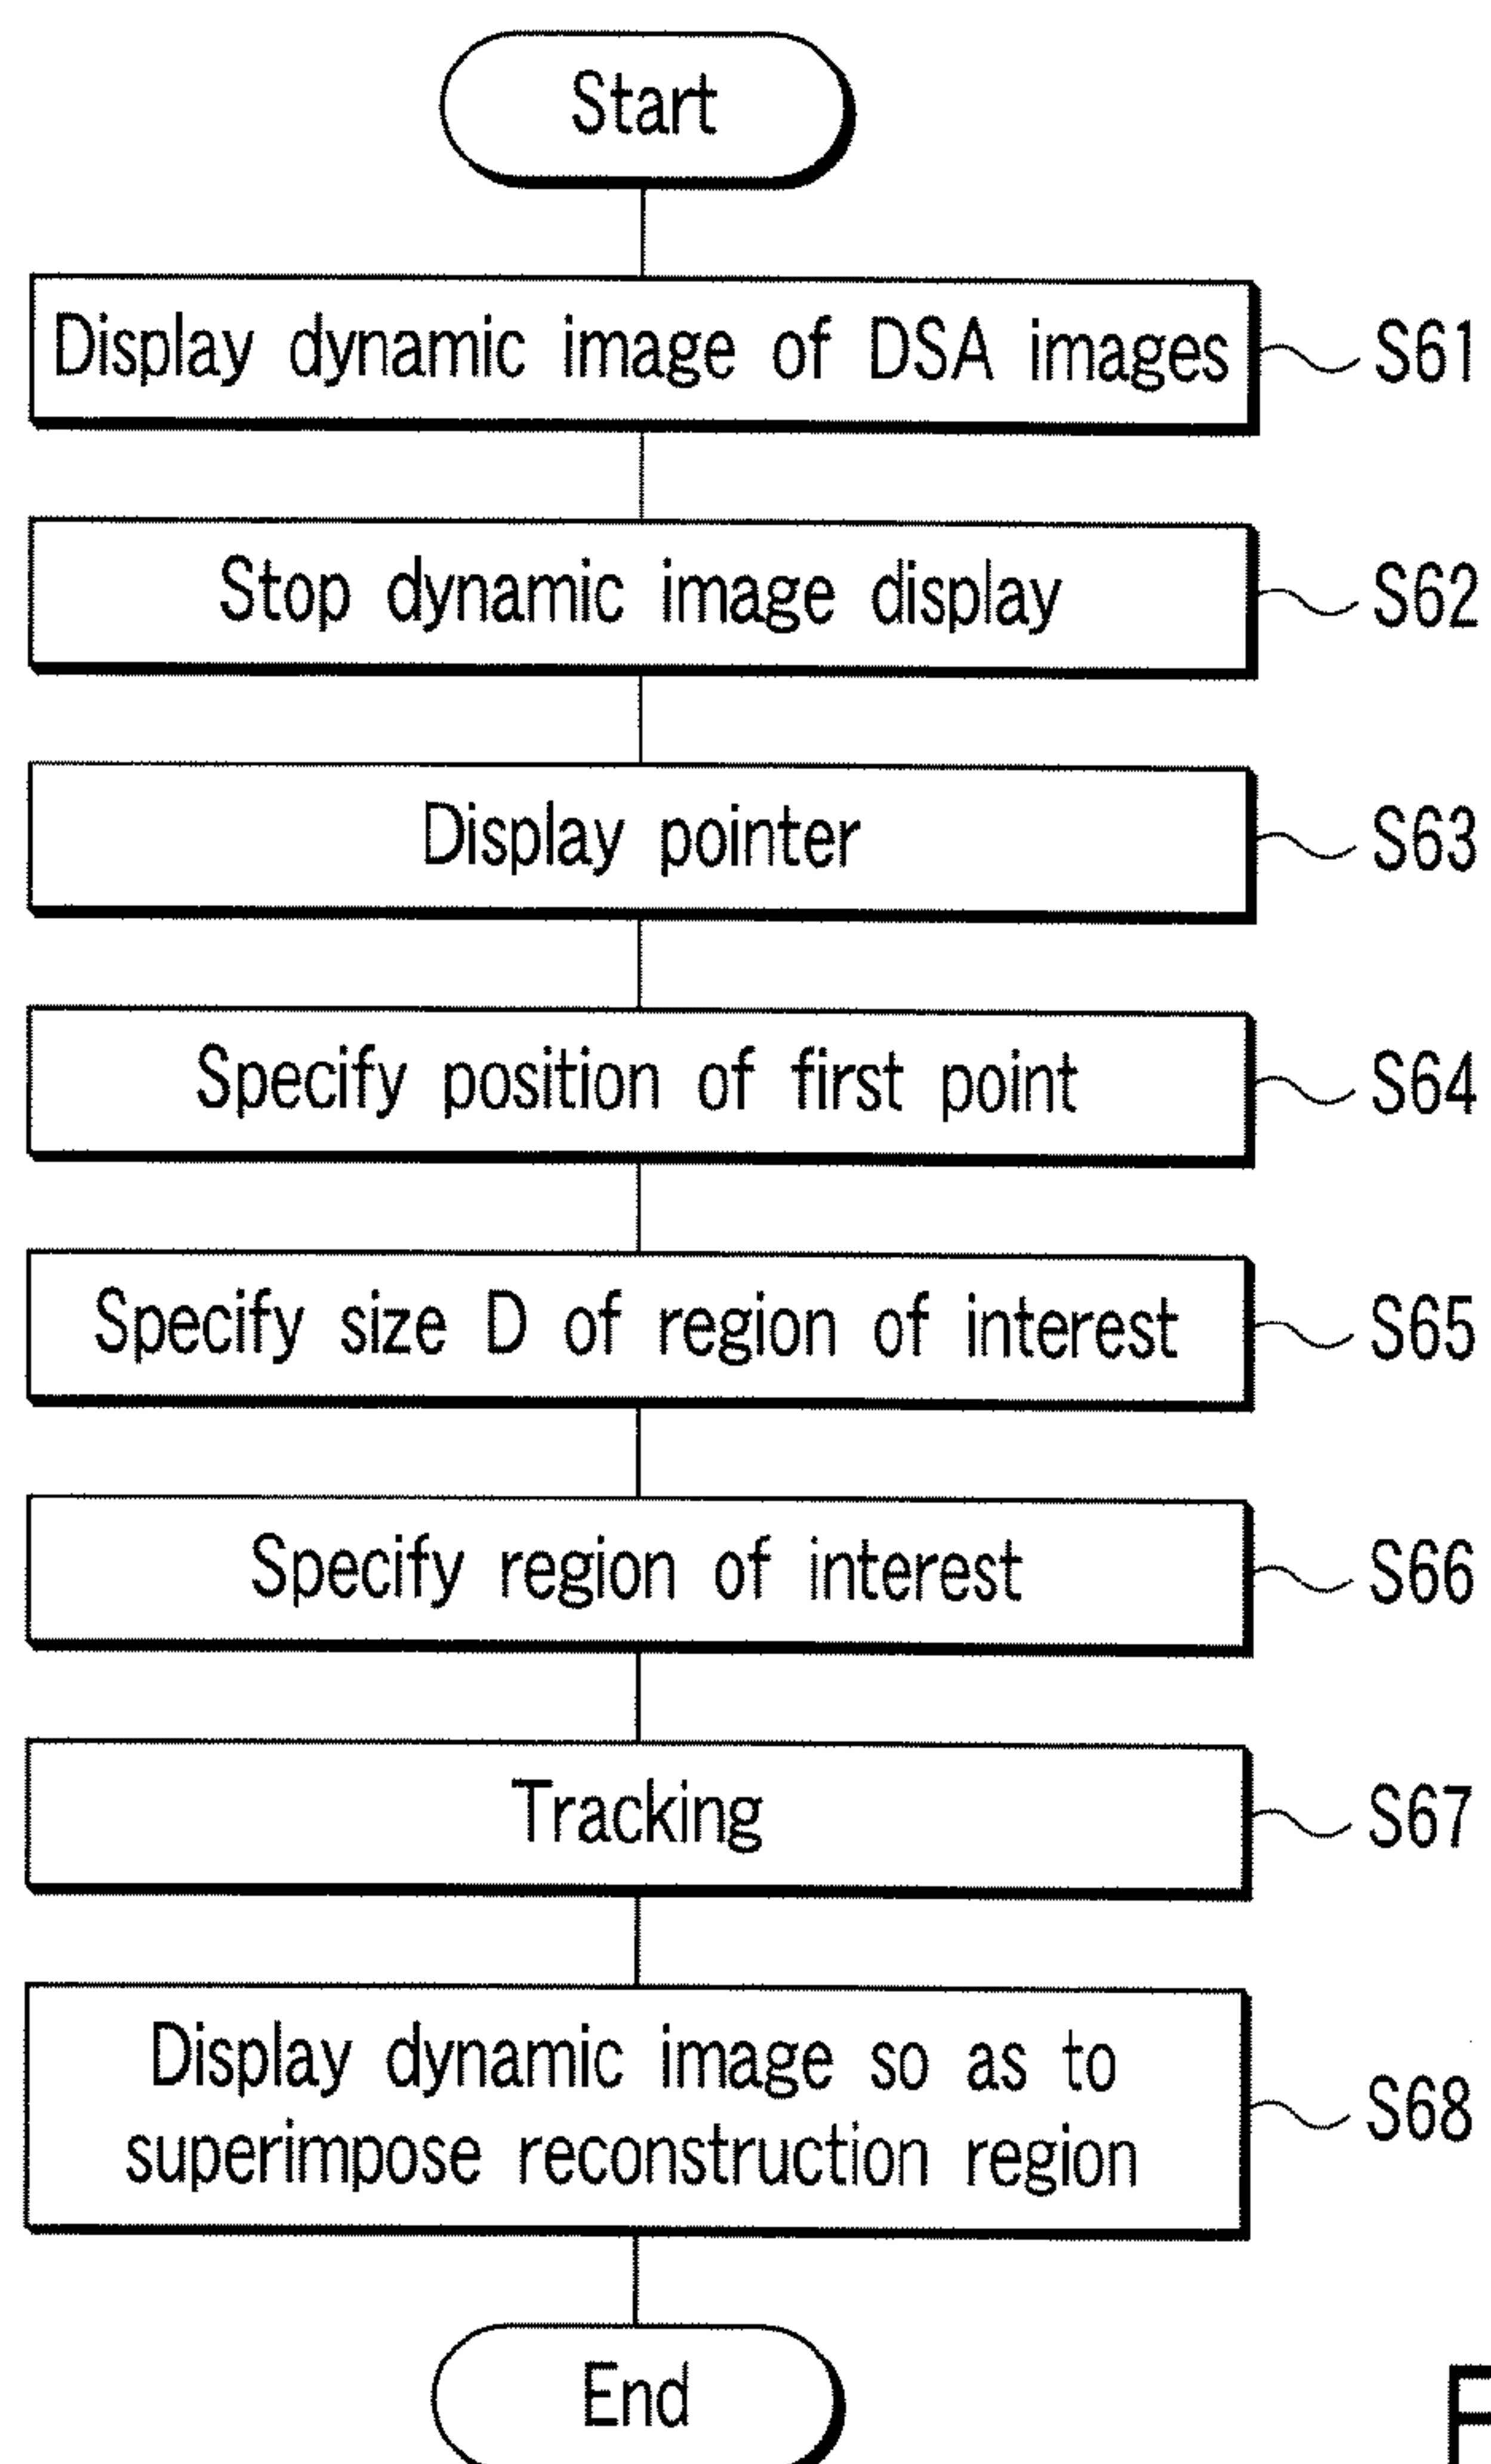 Start
Display dynamic image of DSA images
S61
Stop dynamic image display
S62
Display pointer
S63
Specify position of first point
S64
Specify size D of region of interest
S65
Specify region of interest
S66
Tracking
S67
Display dynamic image so as to
superimpose reconstruction region
S68
End